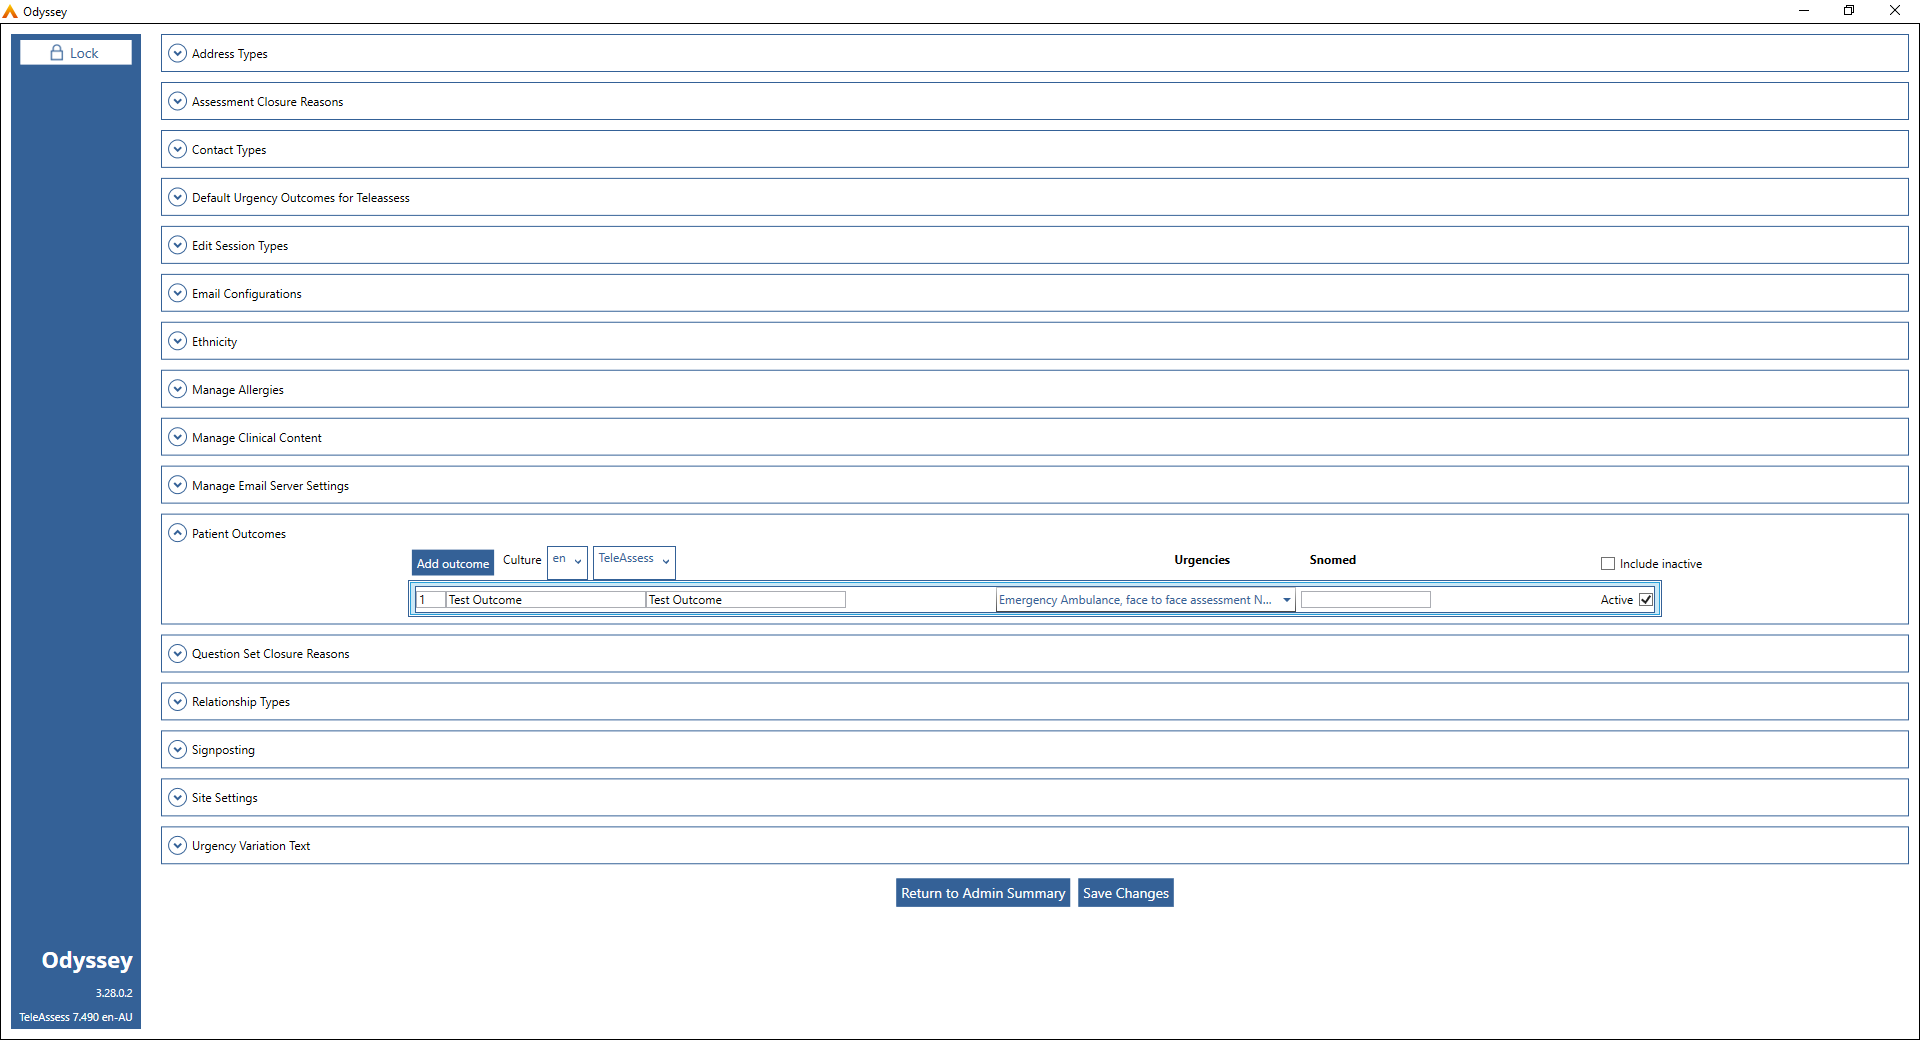 Odyssey
Lock
Address Types
Assessment Closure Reasons
Contact Types
Default Urgency Outcomes for Teleassess
Edit Session Types
Email Configurations
Ethnicity
Manage Allergies
Manage Clinical Content
Manage Email Server Settings
Patient Outcomes
Add outcome Culture en TeleAssess Urgencies Snomed Include inactive
1 Test Outcome Test Outcome Emergency Ambulance, face to face assessment N... Active
Question Set Closure Reasons
Relationship Types
Signposting
Site Settings
Urgency Variation Text
Return to Admin Summary Save Changes
Odyssey
3.28.0.2
TeleAssess 7.490 en-AU